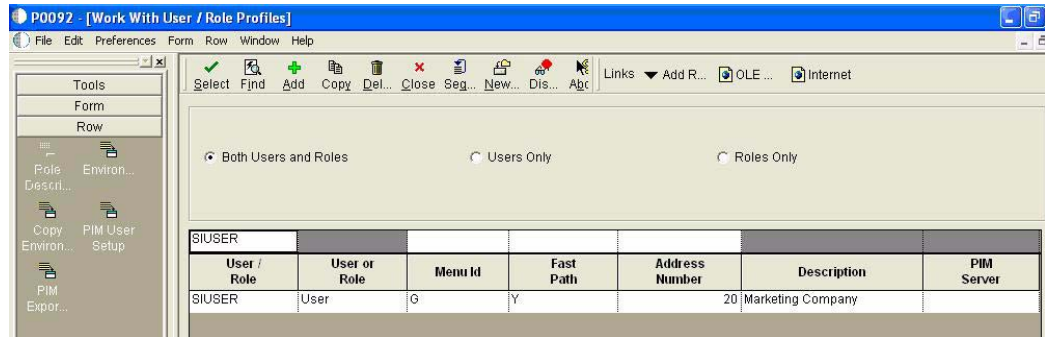 P0092 - [Work With User / Role Profiles]
File Edit Preferences Form Row Window Help
Select Find Add Copy Del... Close Seq... New... Dis... Abc Links Add R... OLE ... Internet
Tools
Form
Row
Role Descri...
Environ...
Copy Environ...
PIM User Setup
PIM Expor...
Both Users and Roles Users Only Roles Only
SIUSER
User / Role User or Role Menu Id Fast Path Address Number Description PIM Server
SIUSER User G Y 20 Marketing Company